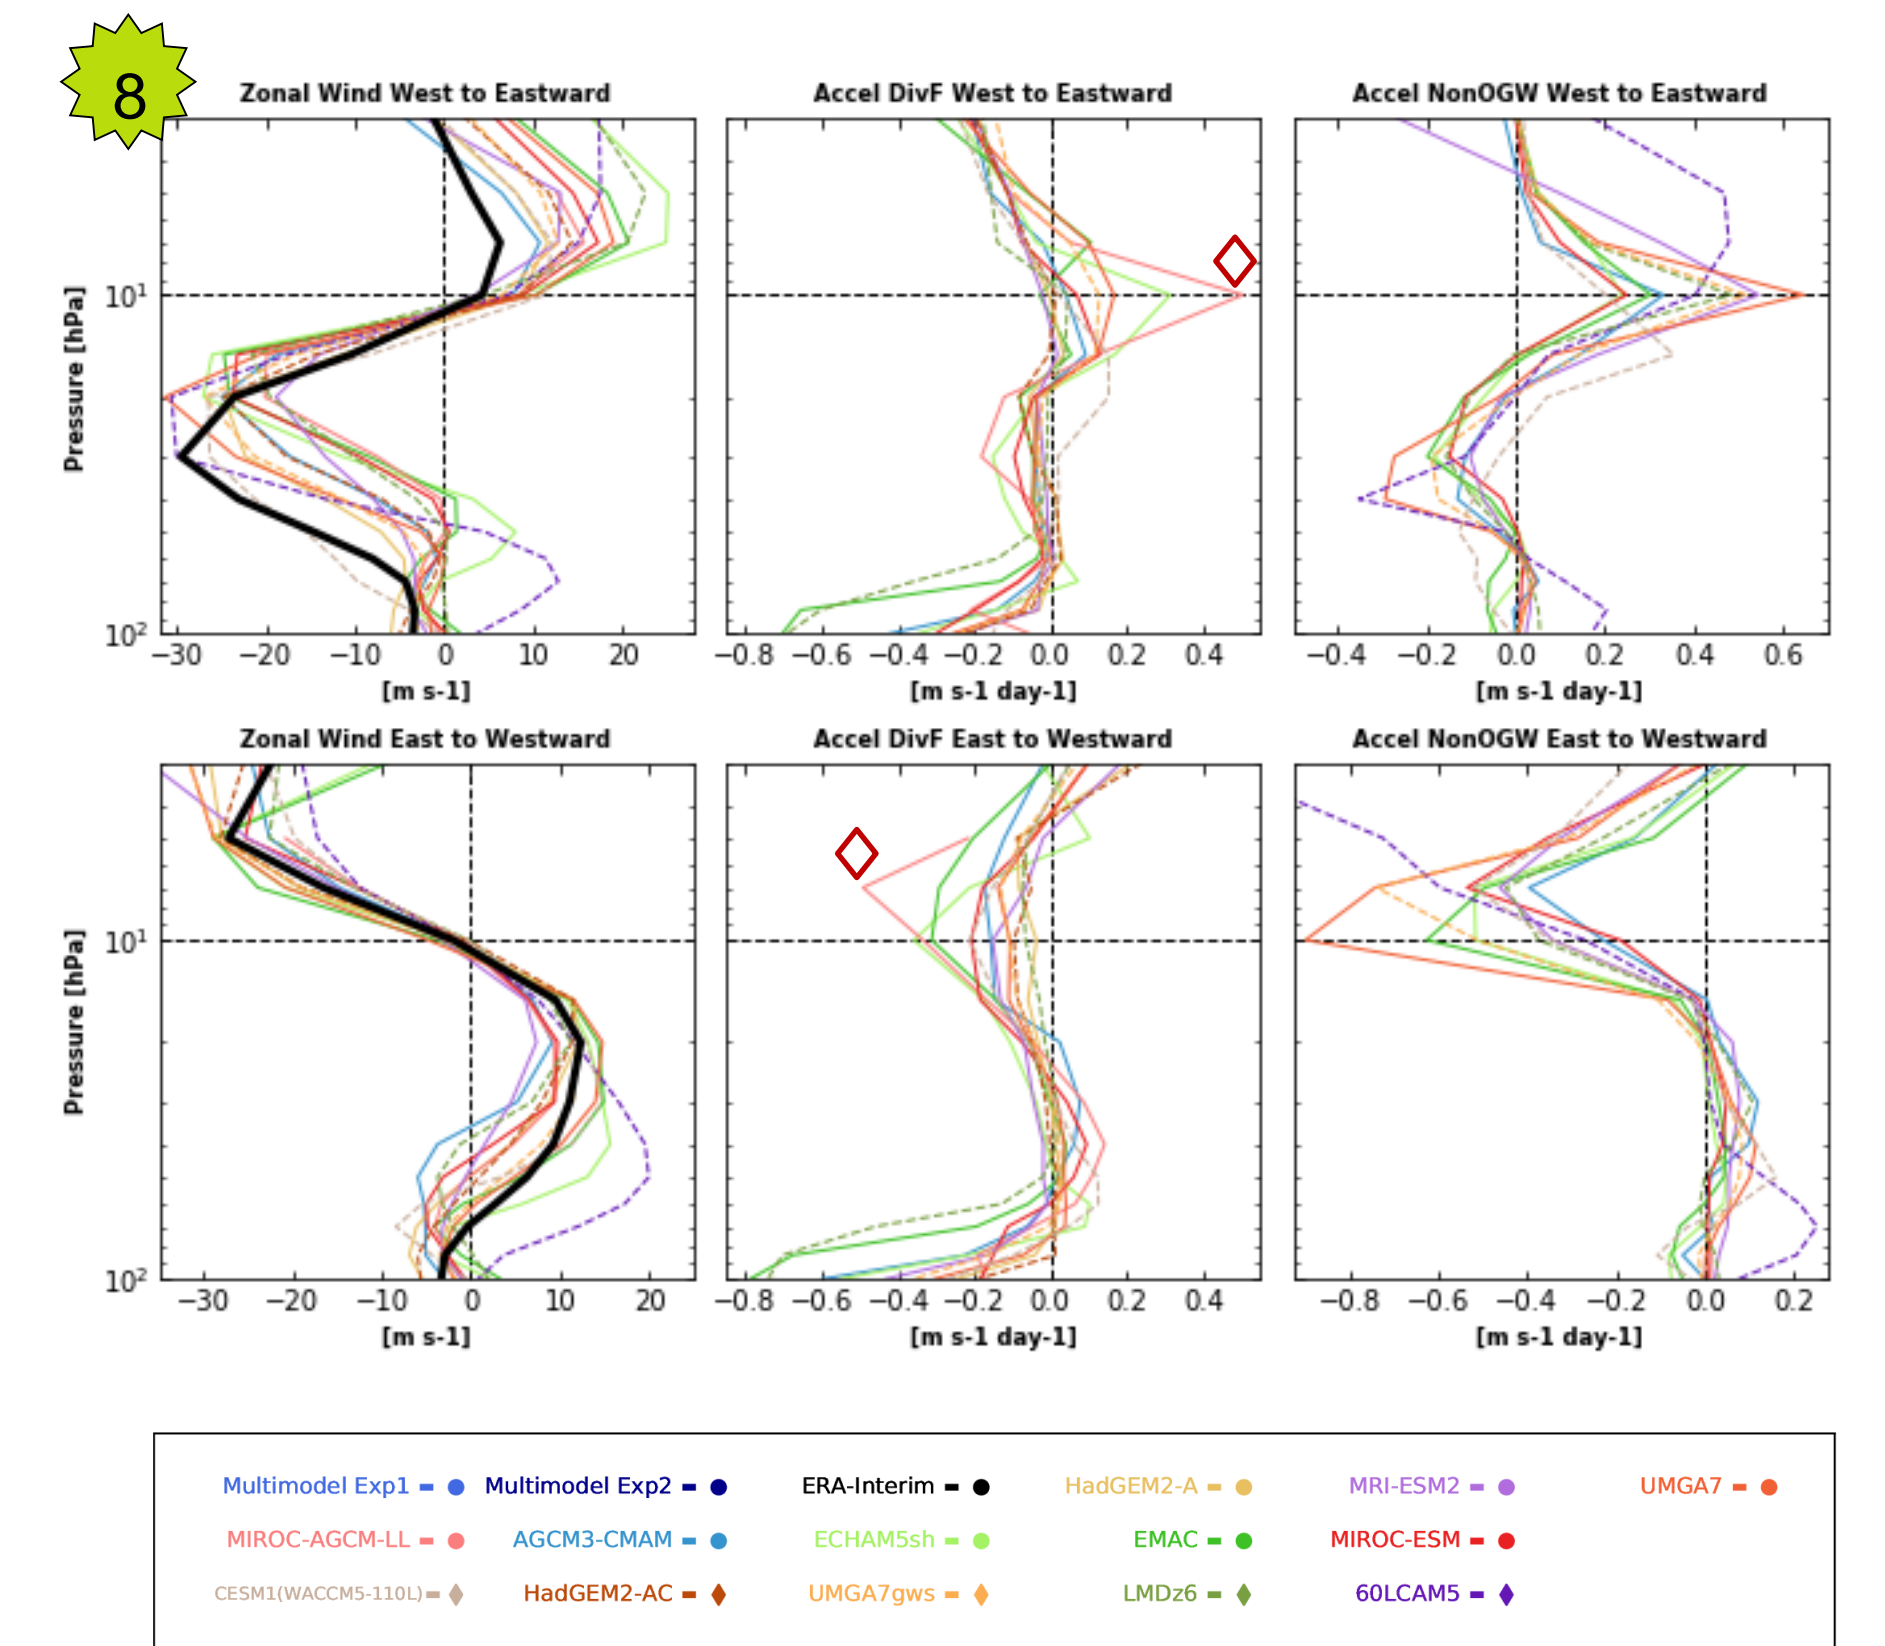 8
Zonal Wind West to Eastward
Accel DivF West to Eastward
Accel NonOGW West to Eastward
Pressure [hPa]
10¹
10²
−30 −20 −10 0 10 20
−0.8 −0.6 −0.4 −0.2 0.0 0.2 0.4
−0.4 −0.2 0.0 0.2 0.4 0.6
[m s-1]
[m s-1 day-1]
[m s-1 day-1]
Zonal Wind East to Westward
Accel DivF East to Westward
Accel NonOGW East to Westward
Pressure [hPa]
10¹
10²
−30 −20 −10 0 10 20
−0.8 −0.6 −0.4 −0.2 0.0 0.2 0.4
−0.8 −0.6 −0.4 −0.2 0.0 0.2
[m s-1]
[m s-1 day-1]
[m s-1 day-1]
Multimodel Exp1 Multimodel Exp2 ERA-Interim HadGEM2-A MRI-ESM2 UMGA7
MIROC-AGCM-LL AGCM3-CMAM ECHAM5sh EMAC MIROC-ESM
CESM1(WACCM5-110L) HadGEM2-AC UMGA7gws LMDz6 60LCAM5